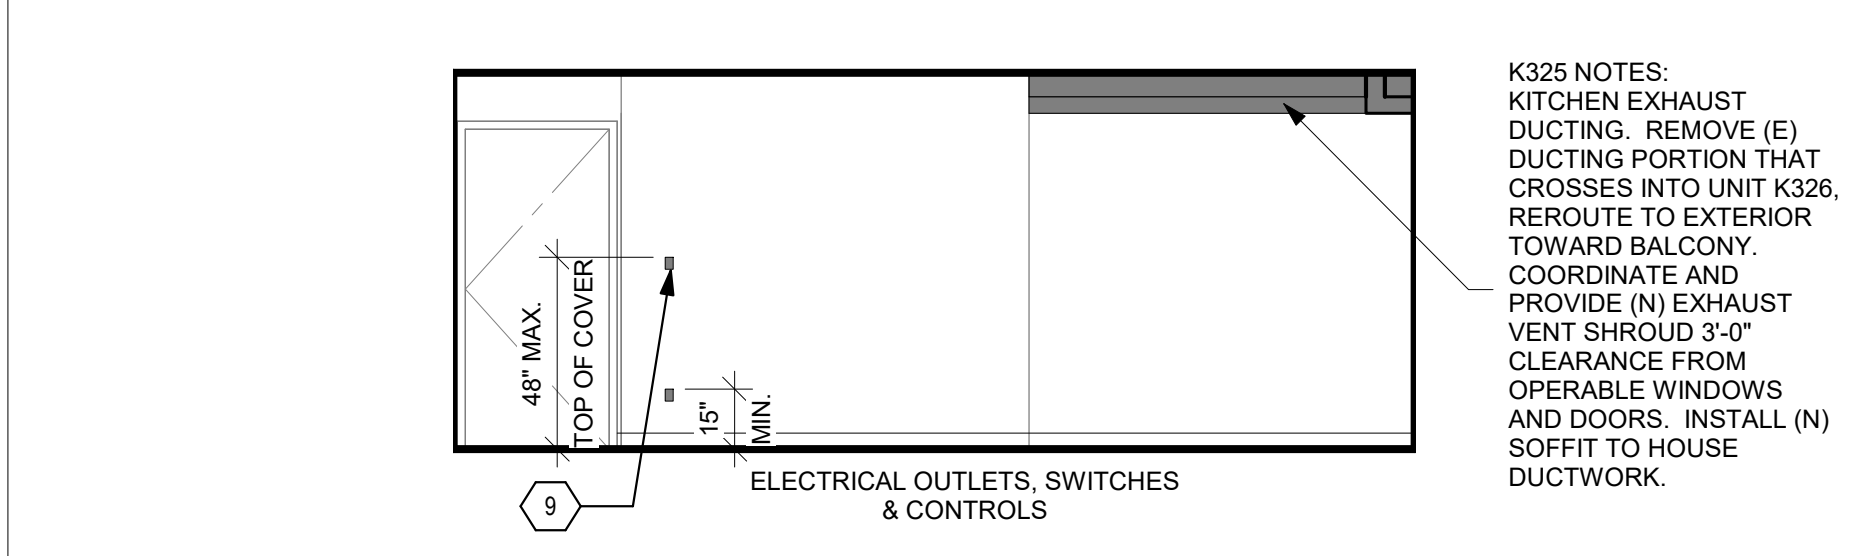 K325 NOTES:
KITCHEN EXHAUST
DUCTING.  REMOVE (E)
DUCTING PORTION THAT
CROSSES INTO UNIT K326,
REROUTE TO EXTERIOR
TOWARD BALCONY.
COORDINATE AND
PROVIDE (N) EXHAUST
VENT SHROUD 3'-0"
CLEARANCE FROM
OPERABLE WINDOWS
AND DOORS.  INSTALL (N)
SOFFIT TO HOUSE
DUCTWORK.
48" MAX.
TOP OF COVER
15"
MIN.
9
ELECTRICAL OUTLETS, SWITCHES
& CONTROLS